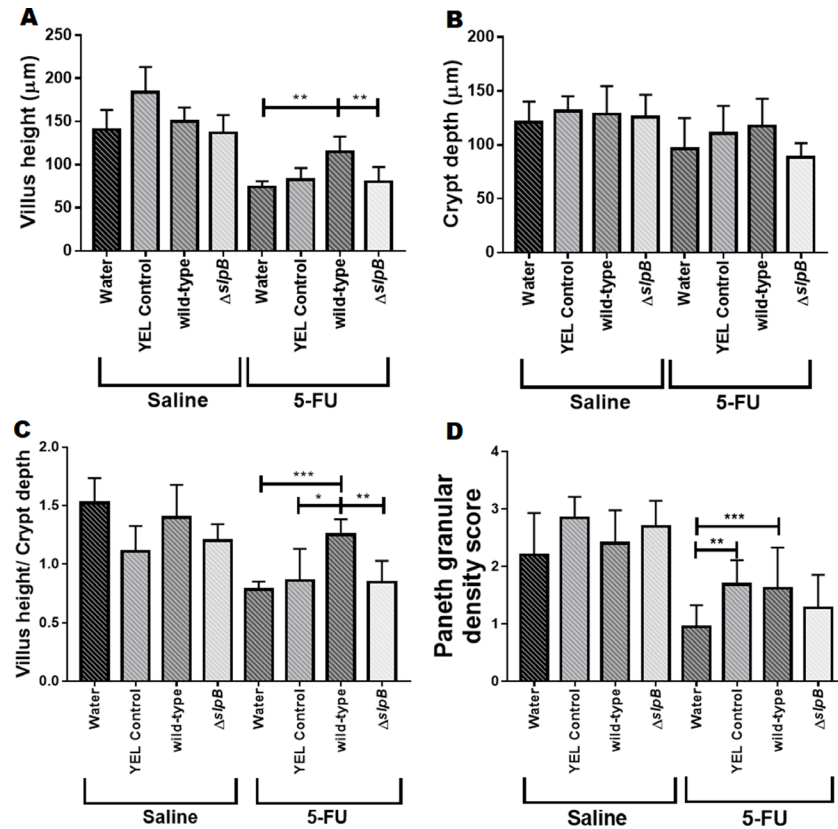 A
Villus height (µm)
250
200
150
100
50
0
** **
Water YEL Control wild-type ΔslpB Water YEL Control wild-type ΔslpB
Saline 5-FU
B
Crypt depth (µm)
200
150
100
50
0
Water YEL Control wild-type ΔslpB Water YEL Control wild-type ΔslpB
Saline 5-FU
C
Villus height/ Crypt depth
2.0
1.5
1.0
0.5
0.0
***
* **
Water YEL Control wild-type ΔslpB Water YEL Control wild-type ΔslpB
Saline 5-FU
D
Paneth granular
density score
4
3
2
1
0
***
**
Water YEL Control wild-type ΔslpB Water YEL Control wild-type ΔslpB
Saline 5-FU